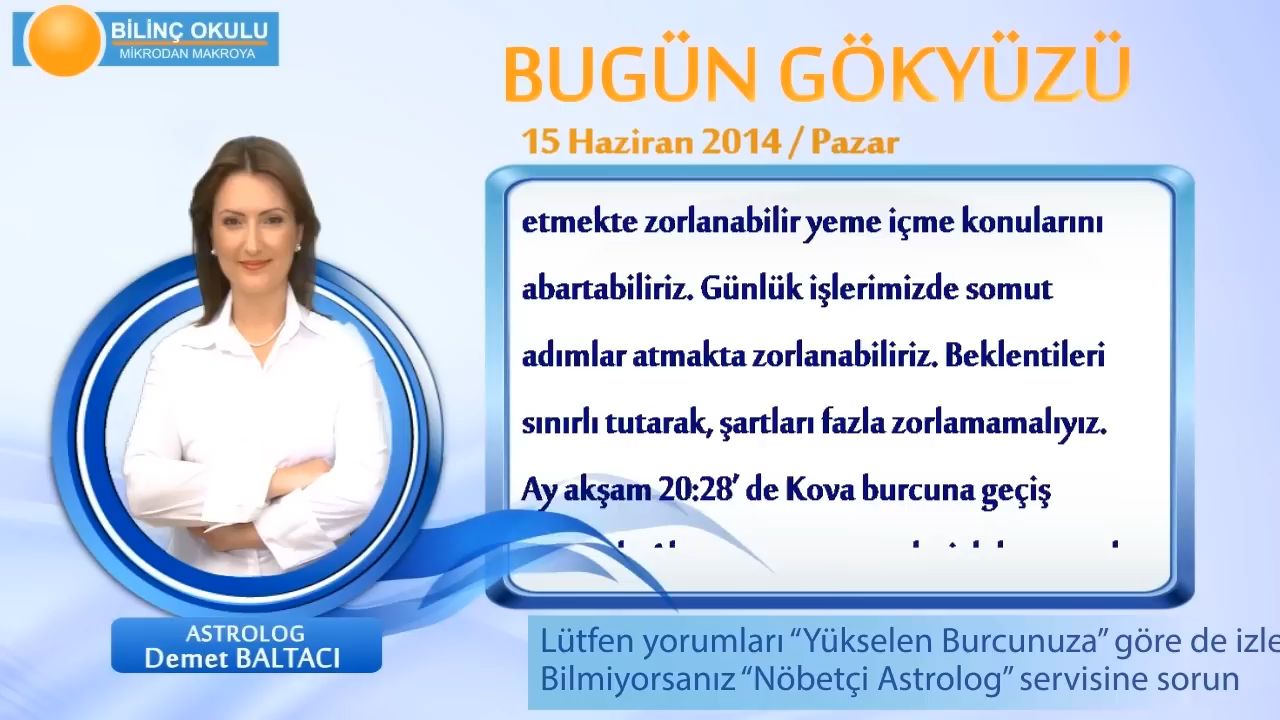 BİLİNÇ OKULU
MİKRODAN MAKROYA
BUGÜN GÖKYÜZÜ
15 Haziran 2014 / Pazar
etmekte zorlanabilir yeme içme konularını
abartabiliriz. Günlük işlerimizde somut
adımlar atmakta zorlanabiliriz. Beklentileri
sınırlı tutarak, şartları fazla zorlamamalıyız.
Ay akşam 20:28' de Kova burcuna geçiş
ASTROLOG
Demet BALTACI
Lütfen yorumları “Yükselen Burcunuza” göre de izle
Bilmiyorsanız “Nöbetçi Astrolog” servisine sorun